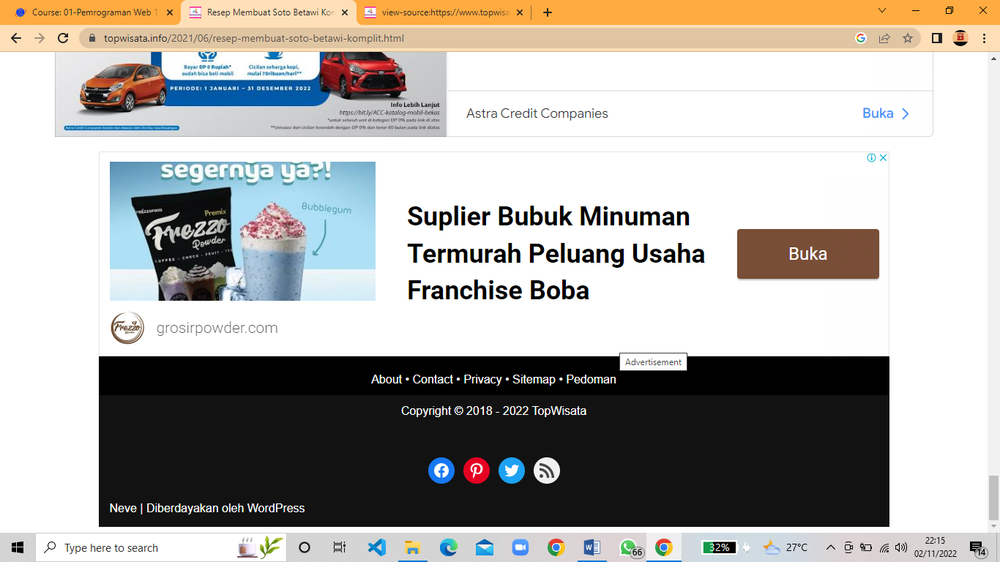 Course: 01-Pemrograman Web 1
Resep Membuat Soto Betawi Kom
view-source:https://www.topwisa
topwisata.info/2021/06/resep-membuat-soto-betawi-komplit.html
Bayar DP 0 Rupiah*
sudah bisa beli mobil
Cicilan seharga kopi,
mulai 70ribuan/hari**
PERIODE: 1 JANUARI – 31 DESEMBER 2022
Info Lebih Lanjut
https://bit.ly/ACC-katalog-mobil-bekas
*untuk seluruh unit di kategori DP 0% pada link di atas
**simulasi dari cicilan terendah dengan DP 0% dan tenor 60 bulan pada link diatas
Astra Credit Companies berizin dan diawasi oleh Otoritas Jasa Keuangan
Astra Credit Companies
Buka
segernya ya?!
Bubblegum
FREZZOFOOD
Premix
Frezzo
Powder
COFFEE - CHOCO - FRUIT - TEA
Suplier Bubuk Minuman
Termurah Peluang Usaha
Franchise Boba
Buka
Frezzo
grosirpowder.com
Advertisement
About • Contact • Privacy • Sitemap • Pedoman
Copyright © 2018 - 2022 TopWisata
Neve | Diberdayakan oleh WordPress
Type here to search
66
32%
27°C
22:15
02/11/2022
14